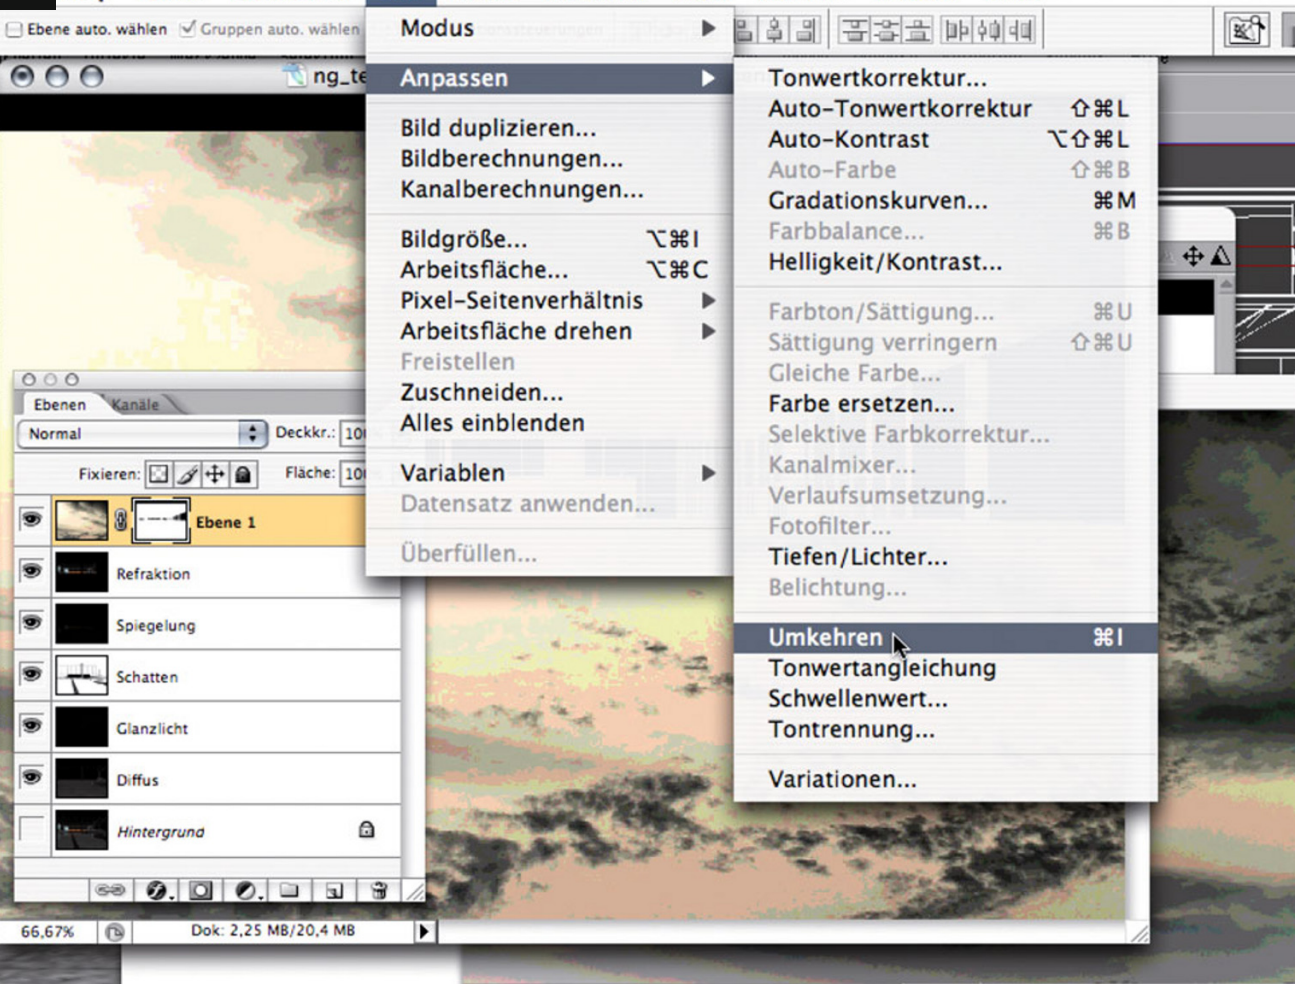 Ebene auto. wählen Gruppen auto. wählen
ng_te
Modus
Anpassen
Bild duplizieren...
Bildberechnungen...
Kanalberechnungen...
Bildgröße... ⌥⌘I
Arbeitsfläche... ⌥⌘C
Pixel-Seitenverhältnis
Arbeitsfläche drehen
Freistellen
Zuschneiden...
Alles einblenden
Variablen
Datensatz anwenden...
Überfüllen...
Tonwertkorrektur...
Auto-Tonwertkorrektur ⇧⌘L
Auto-Kontrast ⌥⇧⌘L
Auto-Farbe ⇧⌘B
Gradationskurven... ⌘M
Farbbalance... ⌘B
Helligkeit/Kontrast...
Farbton/Sättigung... ⌘U
Sättigung verringern ⇧⌘U
Gleiche Farbe...
Farbe ersetzen...
Selektive Farbkorrektur...
Kanalmixer...
Verlaufsumsetzung...
Fotofilter...
Tiefen/Lichter...
Belichtung...
Umkehren ⌘I
Tonwertangleichung
Schwellenwert...
Tontrennung...
Variationen...
Ebenen Kanäle
Normal Deckkr.: 10
Fixieren: Fläche: 10
Ebene 1
Refraktion
Spiegelung
Schatten
Glanzlicht
Diffus
Hintergrund
66,67% Dok: 2,25 MB/20,4 MB